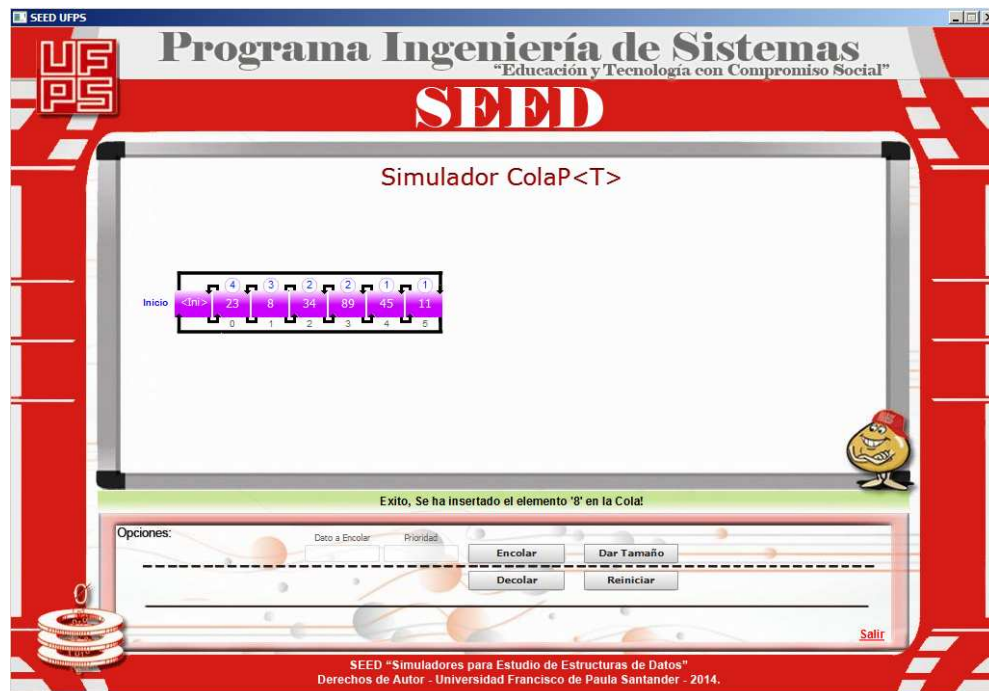 SEED UFPS
UFPS
Programa Ingeniería de Sistemas
“Educación y Tecnología con Compromiso Social”
SEED
Simulador ColaP<T>
4 3 2 2 1 1
Inicio <Ini> 23 8 34 89 45 11
0 1 2 3 4 5
Exito, Se ha insertado el elemento '8' en la Cola!
Opciones:
Dato a Encolar Prioridad
Encolar Dar Tamaño
Decolar Reiniciar
Salir
SEED “Simuladores para Estudio de Estructuras de Datos”
Derechos de Autor - Universidad Francisco de Paula Santander - 2014.